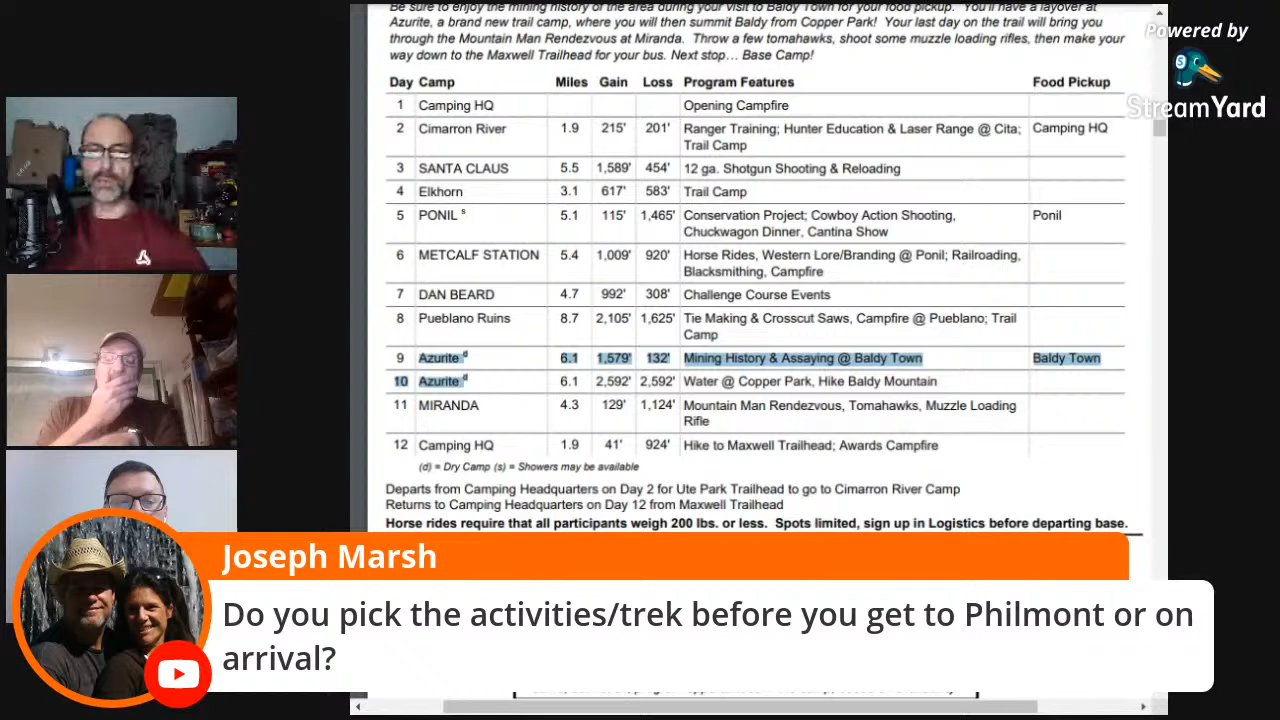 Be sure to enjoy the mining history of the area during your visit to Baldy Town for your food pickup. You'll have a layover at
Azurite, a brand new trail camp, where you will then summit Baldy from Copper Park! Your last day on the trail will bring you
through the Mountain Man Rendezvous at Miranda. Throw a few tomahawks, shoot some muzzle loading rifles, then make your
way down to the Maxwell Trailhead for your bus. Next stop... Base Camp!
Day Camp Miles Gain Loss Program Features Food Pickup
1 Camping HQ Opening Campfire
2 Cimarron River 1.9 215' 201' Ranger Training; Hunter Education & Laser Range @ Cita; Camping HQ
Trail Camp
3 SANTA CLAUS 5.5 1,589' 454' 12 ga. Shotgun Shooting & Reloading
4 Elkhorn 3.1 617' 583' Trail Camp
5 PONIL s 5.1 115' 1,465' Conservation Project; Cowboy Action Shooting, Ponil
Chuckwagon Dinner, Cantina Show
6 METCALF STATION 5.4 1,009' 920' Horse Rides, Western Lore/Branding @ Ponil; Railroading,
Blacksmithing, Campfire
7 DAN BEARD 4.7 992' 308' Challenge Course Events
8 Pueblano Ruins 8.7 2,105' 1,625' Tie Making & Crosscut Saws, Campfire @ Pueblano; Trail
Camp
9 Azurite d 6.1 1,579' 132' Mining History & Assaying @ Baldy Town Baldy Town
10 Azurite d 6.1 2,592' 2,592' Water @ Copper Park, Hike Baldy Mountain
11 MIRANDA 4.3 129' 1,124' Mountain Man Rendezvous, Tomahawks, Muzzle Loading
Rifle
12 Camping HQ 1.9 41' 924' Hike to Maxwell Trailhead; Awards Campfire
(d) = Dry Camp (s) = Showers may be available
Departs from Camping Headquarters on Day 2 for Ute Park Trailhead to go to Cimarron River Camp
Returns to Camping Headquarters on Day 12 from Maxwell Trailhead
Horse rides require that all participants weigh 200 lbs. or less. Spots limited, sign up in Logistics before departing base.
Powered by
StreamYard
Joseph Marsh
Do you pick the activities/trek before you get to Philmont or on
arrival?